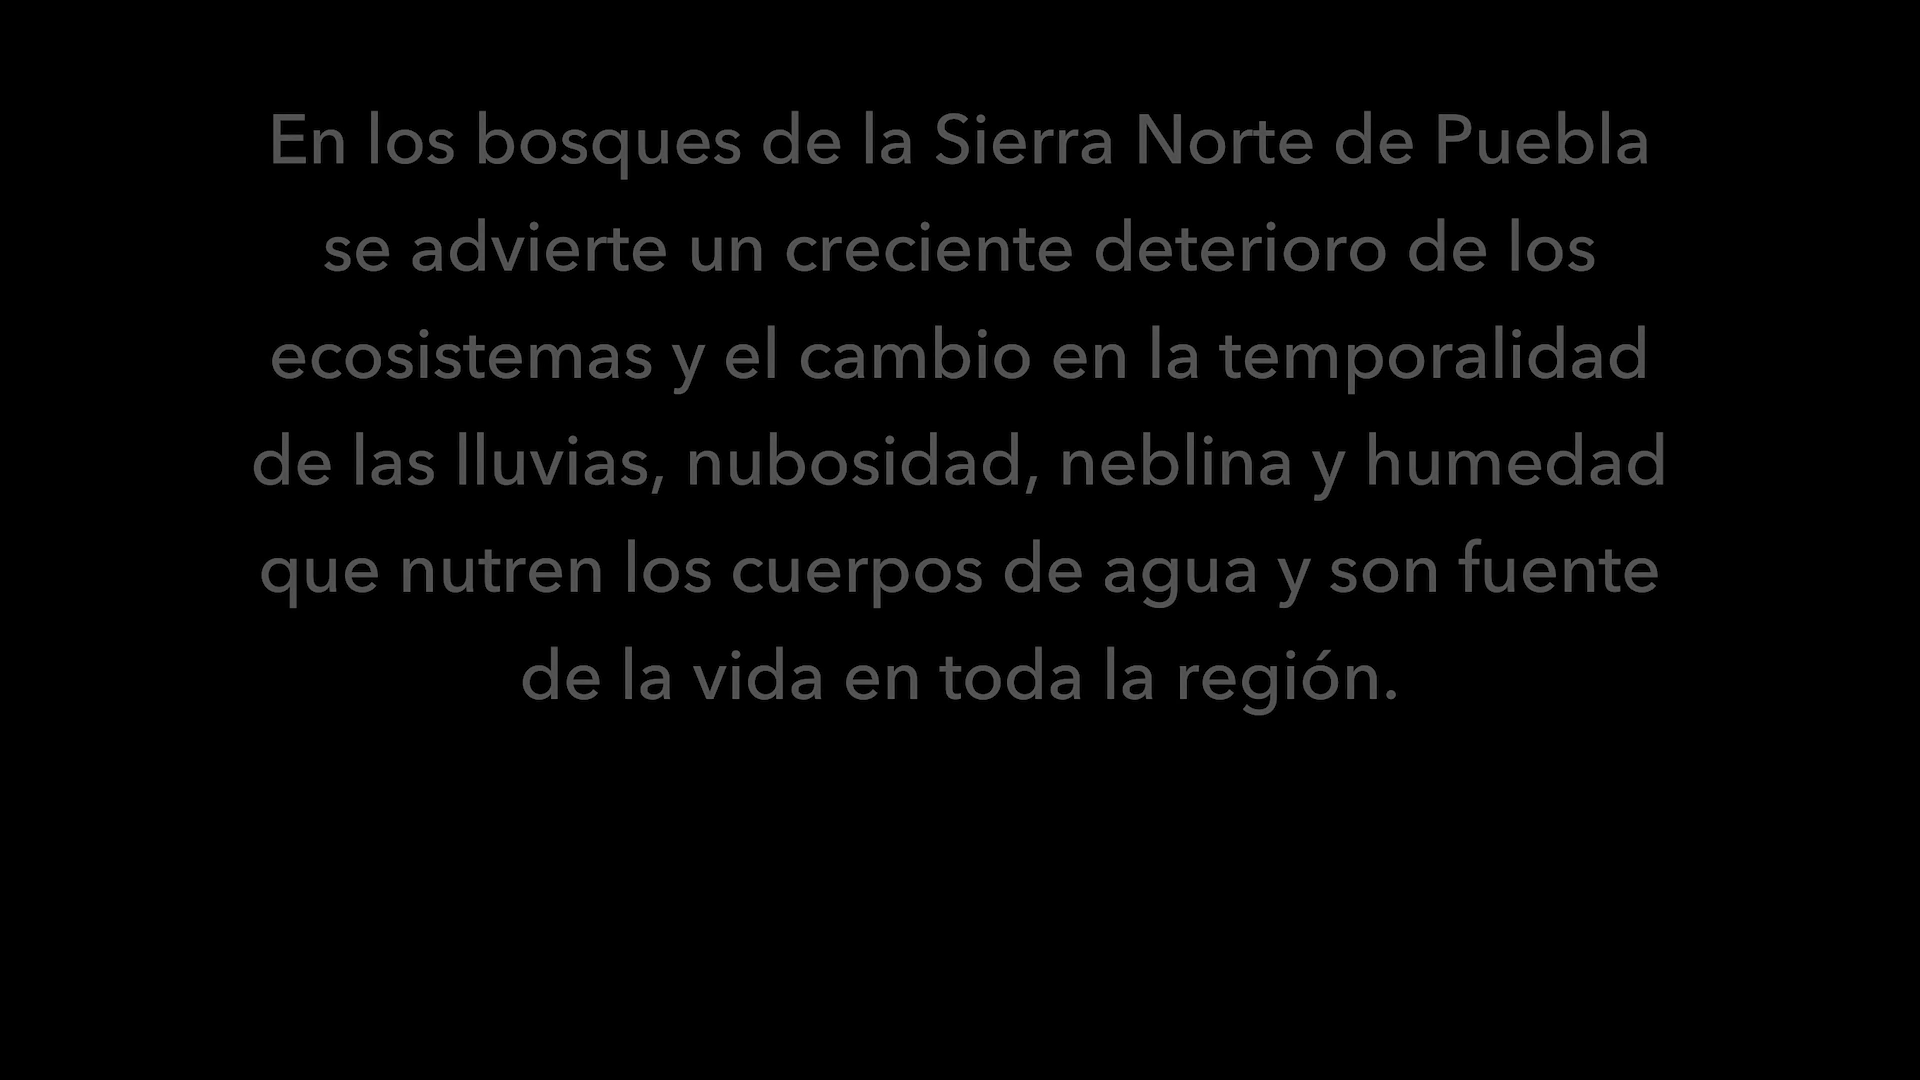 En los bosques de la Sierra Norte de Puebla
se advierte un creciente deterioro de los
ecosistemas y el cambio en la temporalidad
de las lluvias, nubosidad, neblina y humedad
que nutren los cuerpos de agua y son fuente
de la vida en toda la región.